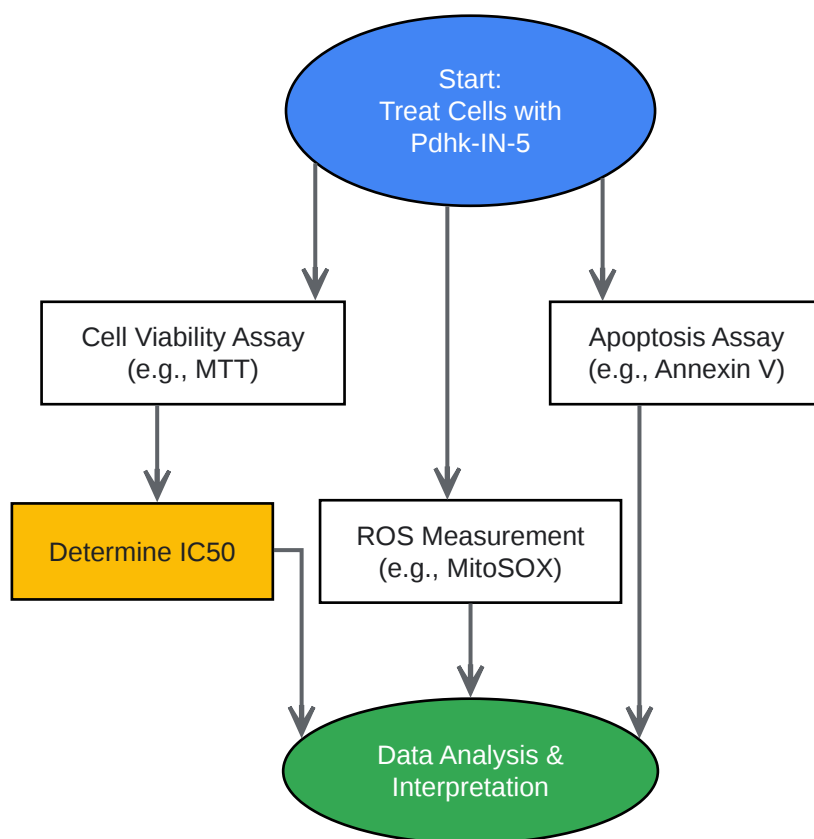 Start:
Treat Cells with
Pdhk-IN-5
Cell Viability Assay
(e.g., MTT)
Apoptosis Assay
(e.g., Annexin V)
Determine IC50
ROS Measurement
(e.g., MitoSOX)
Data Analysis &
Interpretation